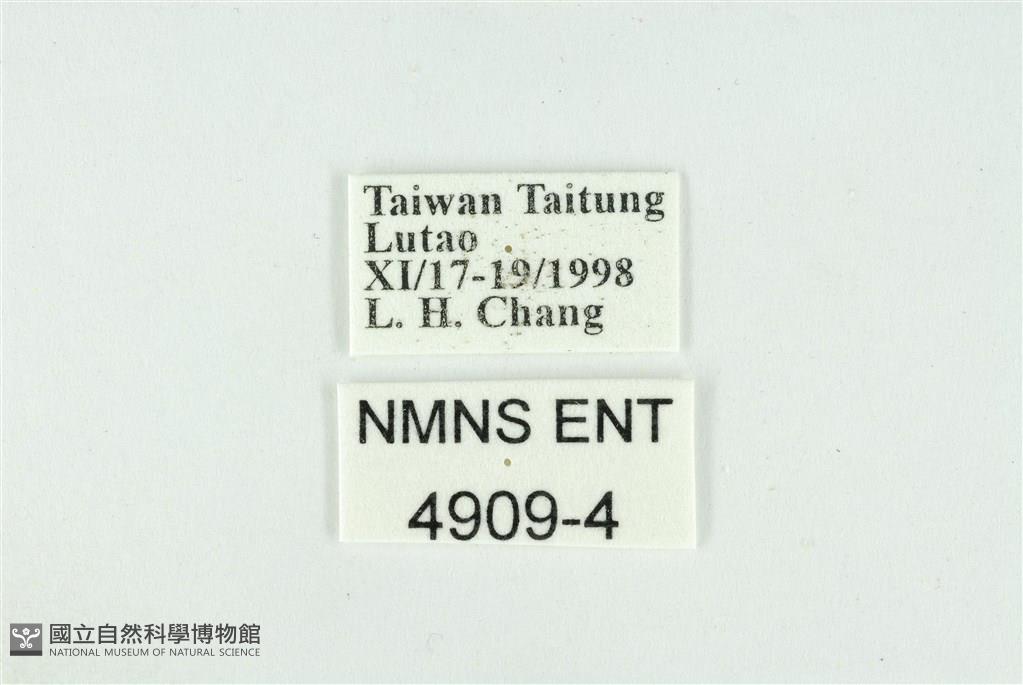 Taiwan Taitung
Lutao
XI/17-19/1998
L. H. Chang
NMNS ENT
4909-4
國立自然科學博物館
NATIONAL MUSEUM OF NATURAL SCIENCE